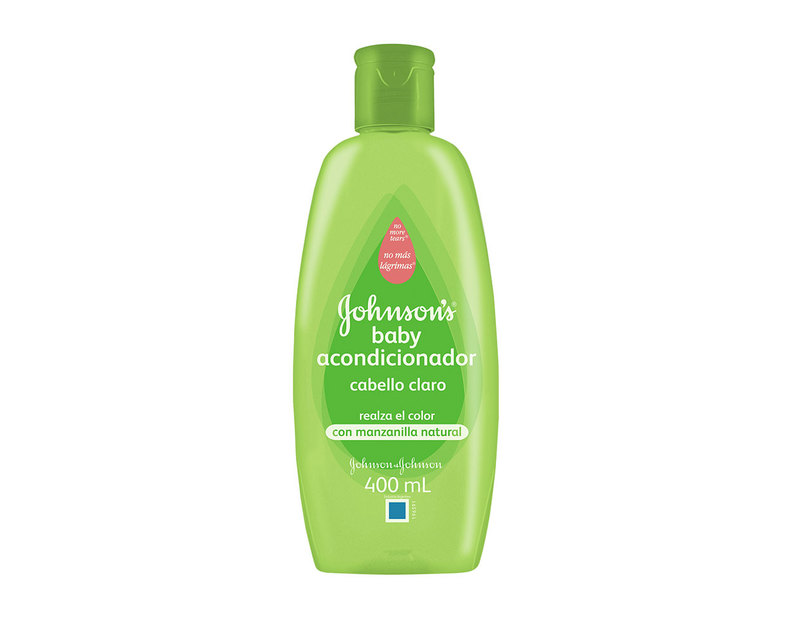 no
more
tears®
no más
lágrimas®
Johnson's®
baby
acondicionador
cabello claro
realza el color
con manzanilla natural
Johnson & Johnson
400 mL